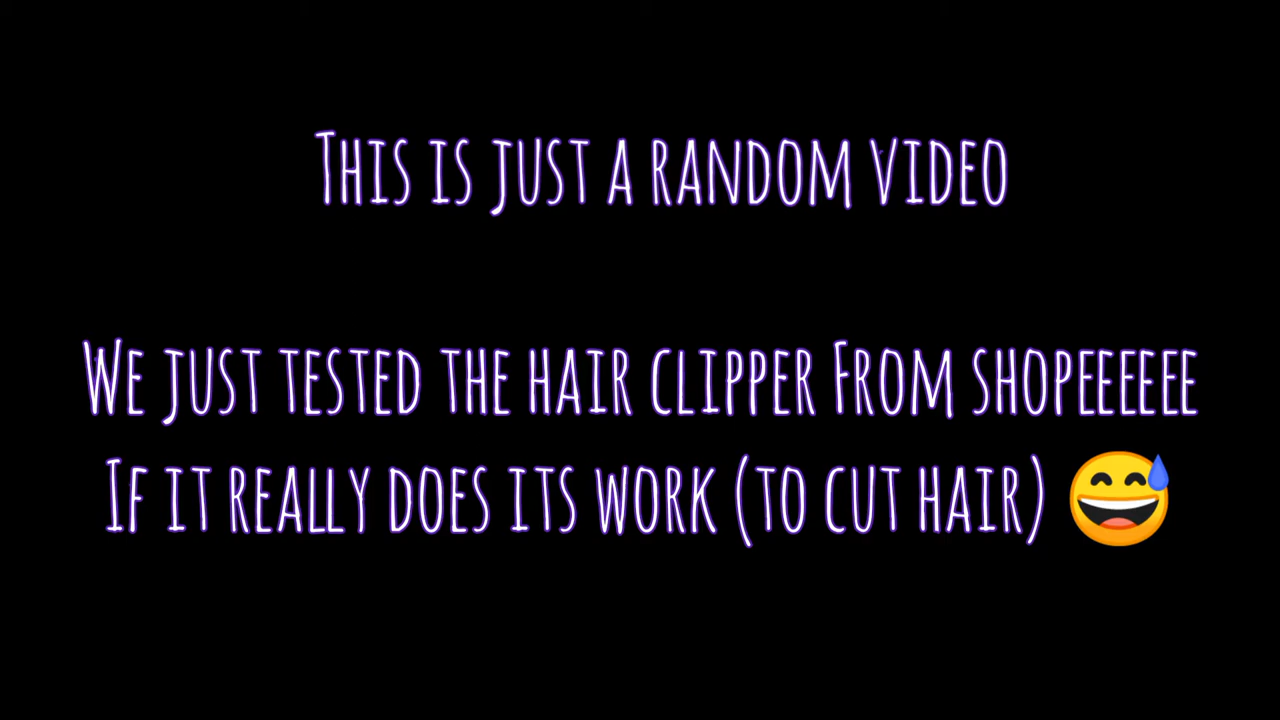 This is just a random video
We just tested the hair clipper From shopeeeeee
If it really does its work (to cut hair) 😅